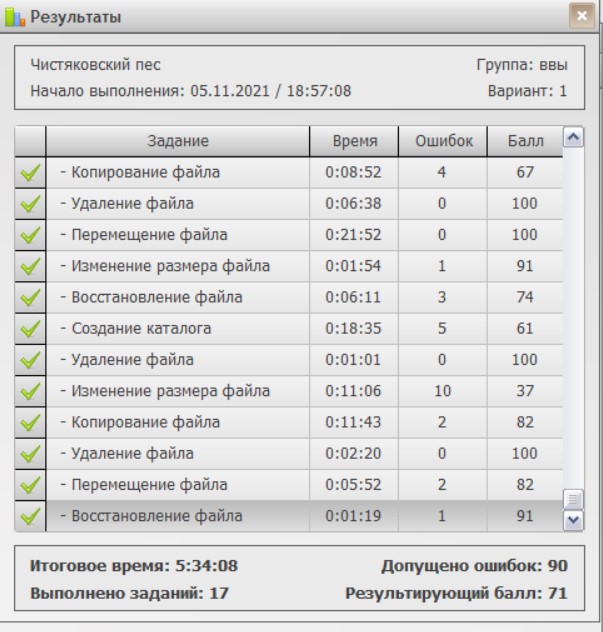 Результаты
Чистяковский пес Группа: ввы
Начало выполнения: 05.11.2021 / 18:57:08 Вариант: 1
Задание Время Ошибок Балл
- Копирование файла 0:08:52 4 67
- Удаление файла 0:06:38 0 100
- Перемещение файла 0:21:52 0 100
- Изменение размера файла 0:01:54 1 91
- Восстановление файла 0:06:11 3 74
- Создание каталога 0:18:35 5 61
- Удаление файла 0:01:01 0 100
- Изменение размера файла 0:11:06 10 37
- Копирование файла 0:11:43 2 82
- Удаление файла 0:02:20 0 100
- Перемещение файла 0:05:52 2 82
- Восстановление файла 0:01:19 1 91
Итоговое время: 5:34:08 Допущено ошибок: 90
Выполнено заданий: 17 Результирующий балл: 71